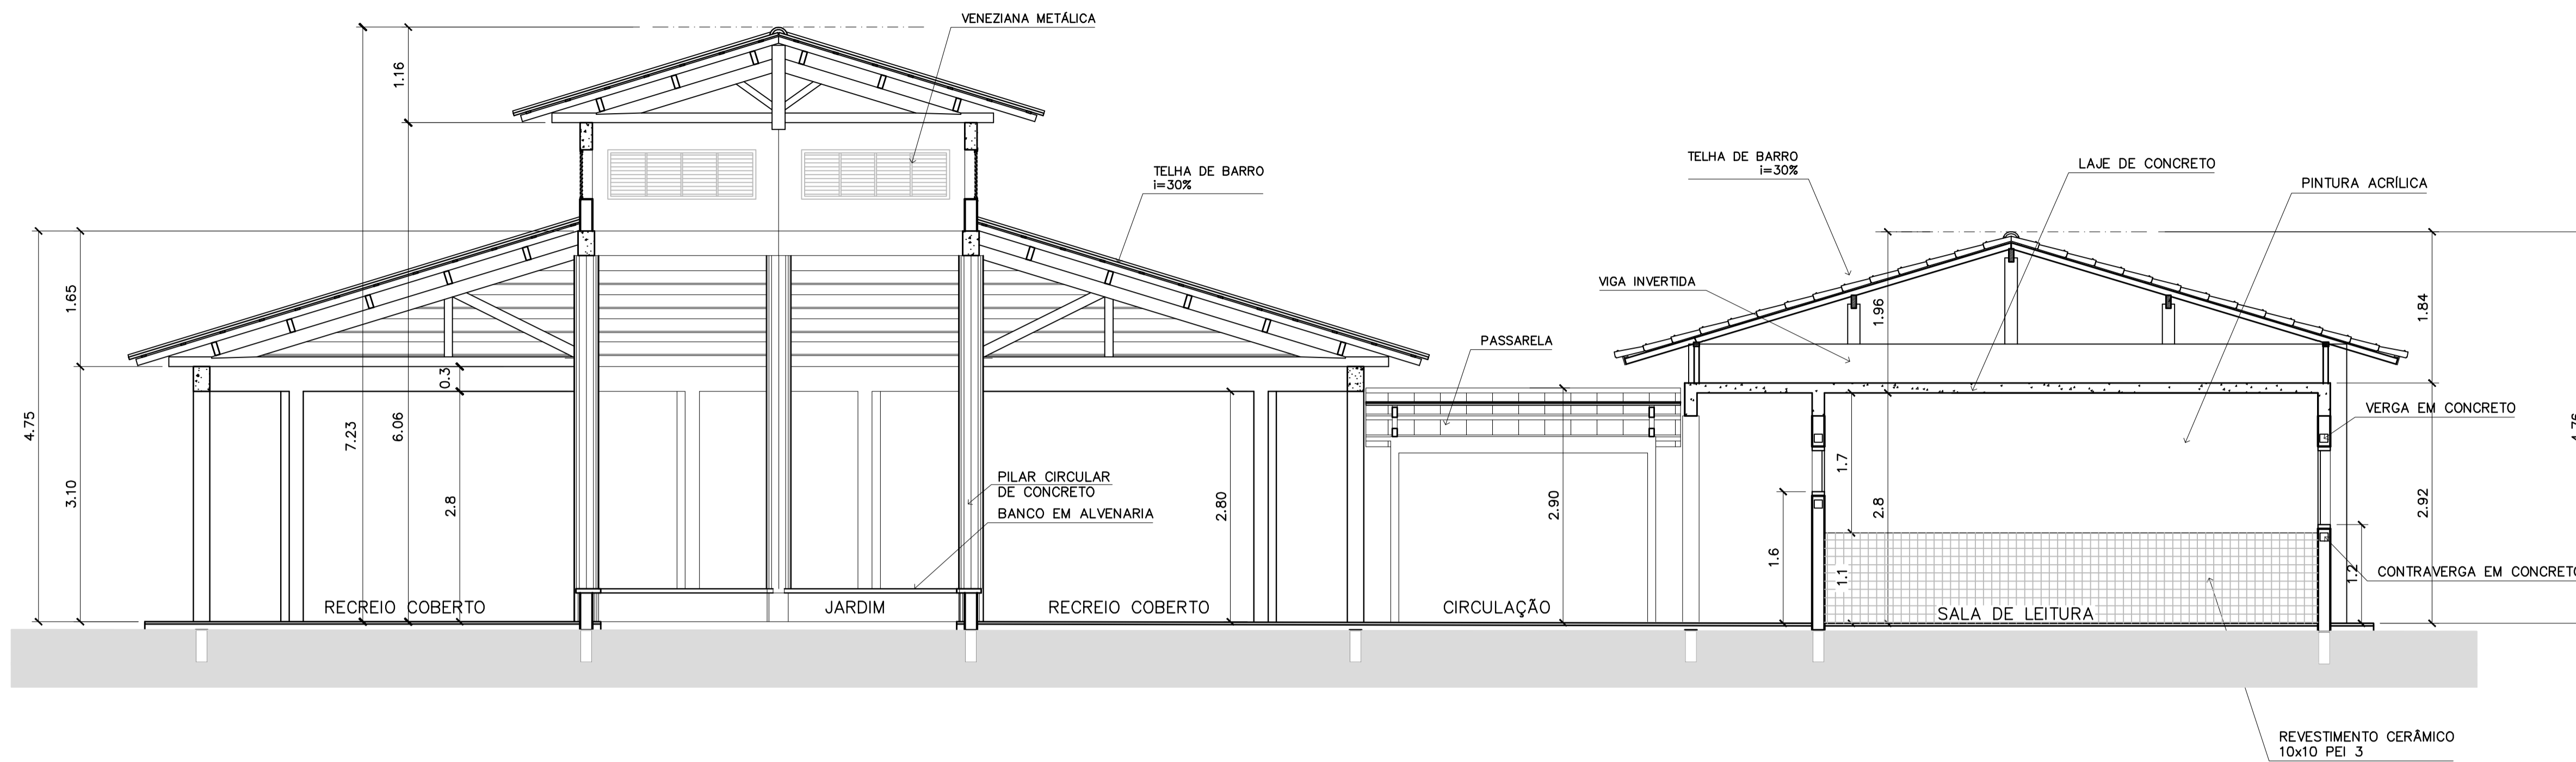 VENEZIANA METÁLICA
1.16
TELHA DE BARRO
i=30%
TELHA DE BARRO
i=30%
LAJE DE CONCRETO
PINTURA ACRÍLICA
VIGA INVERTIDA
PASSARELA
1.65
1.96
1.84
0.3
4.75
7.23
6.06
VERGA EM CONCRETO
3.10
2.8
PILAR CIRCULAR
DE CONCRETO
BANCO EM ALVENARIA
2.80
2.90
1.7
2.8
2.92
1.6
1.1
1.2
CONTRAVERGA EM CONCRETO
RECREIO COBERTO
JARDIM
RECREIO COBERTO
CIRCULAÇÃO
SALA DE LEITURA
REVESTIMENTO CERÂMICO
10x10 PEI 3